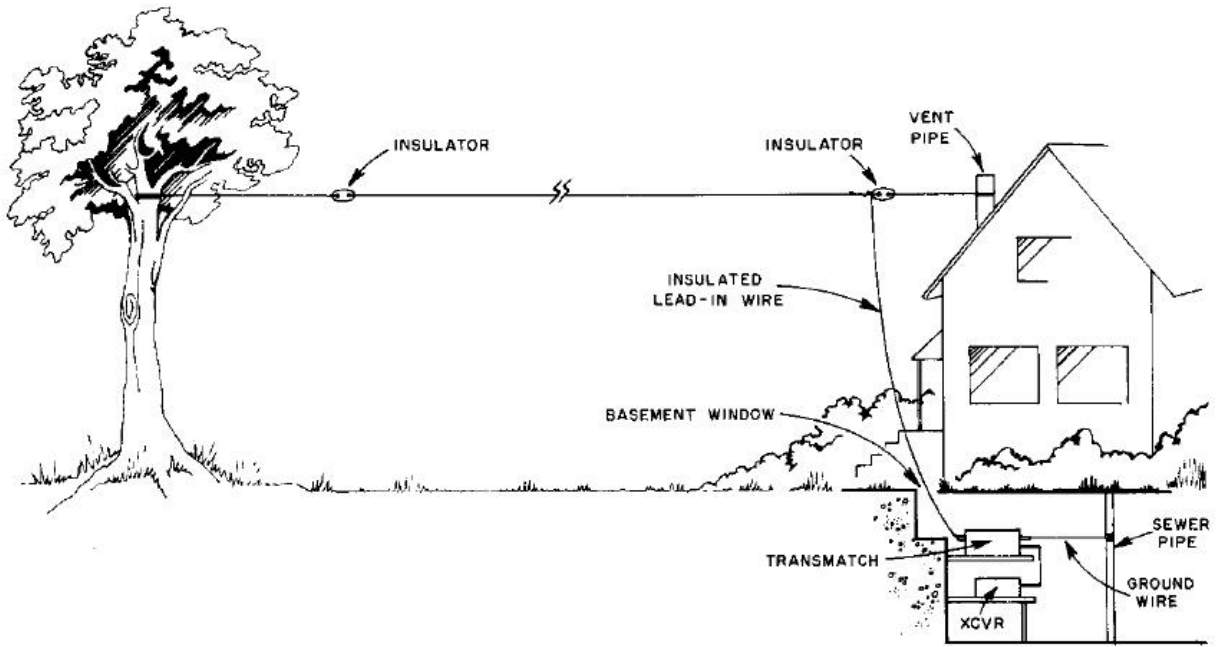 INSULATOR
INSULATOR
VENT
PIPE
INSULATED
LEAD-IN WIRE
BASEMENT WINDOW
TRANSMATCH
XCVR
SEWER
PIPE
GROUND
WIRE